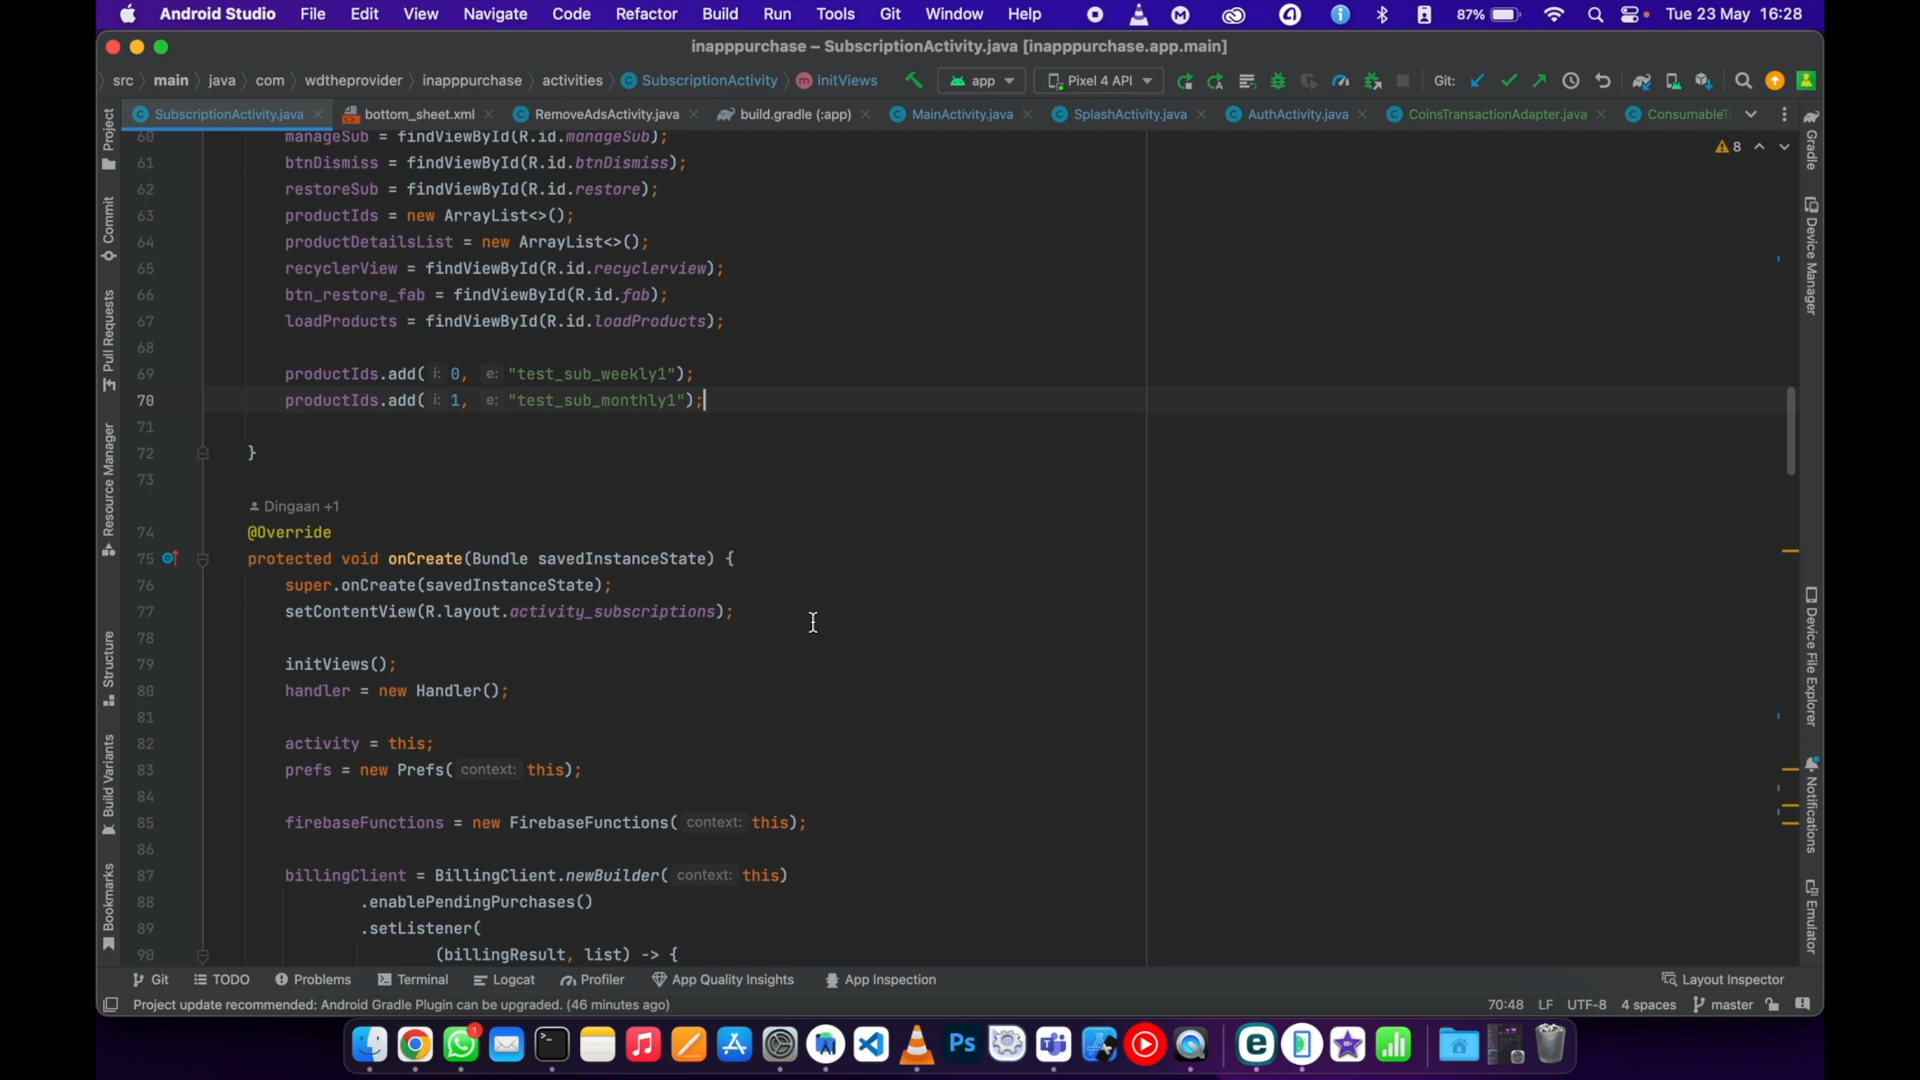 Android Studio File Edit View Navigate Code Refactor Build Run Tools Git Window Help 87% Tue 23 May 16:28
inapppurchase – SubscriptionActivity.java [inapppurchase.app.main]
src main java com wdtheprovider inapppurchase activities SubscriptionActivity initViews app Pixel 4 API Git:
SubscriptionActivity.java bottom_sheet.xml RemoveAdsActivity.java build.gradle (:app) MainActivity.java SplashActivity.java AuthActivity.java CoinsTransactionAdapter.java ConsumableT
8
60 manageSub = findViewById(R.id.manageSub);
61 btnDismiss = findViewById(R.id.btnDismiss);
62 restoreSub = findViewById(R.id.restore);
63 productIds = new ArrayList<>();
64 productDetailsList = new ArrayList<>();
65 recyclerView = findViewById(R.id.recyclerview);
66 btn_restore_fab = findViewById(R.id.fab);
67 loadProducts = findViewById(R.id.loadProducts);
68
69 productIds.add( i: 0, e: "test_sub_weekly1");
70 productIds.add( i: 1, e: "test_sub_monthly1");
71
72 }
73
Dingaan +1
74 @Override
75 protected void onCreate(Bundle savedInstanceState) {
76 super.onCreate(savedInstanceState);
77 setContentView(R.layout.activity_subscriptions);
78
79 initViews();
80 handler = new Handler();
81
82 activity = this;
83 prefs = new Prefs( context: this);
84
85 firebaseFunctions = new FirebaseFunctions( context: this);
86
87 billingClient = BillingClient.newBuilder( context: this)
88 .enablePendingPurchases()
89 .setListener(
90 (billingResult, list) -> {
Project
Commit
Pull Requests
Resource Manager
Structure
Build Variants
Bookmarks
Gradle
Device Manager
Device File Explorer
Notifications
Emulator
Git TODO Problems Terminal Logcat Profiler App Quality Insights App Inspection Layout Inspector
Project update recommended: Android Gradle Plugin can be upgraded. (46 minutes ago) 70:48 LF UTF-8 4 spaces master
1
Ps